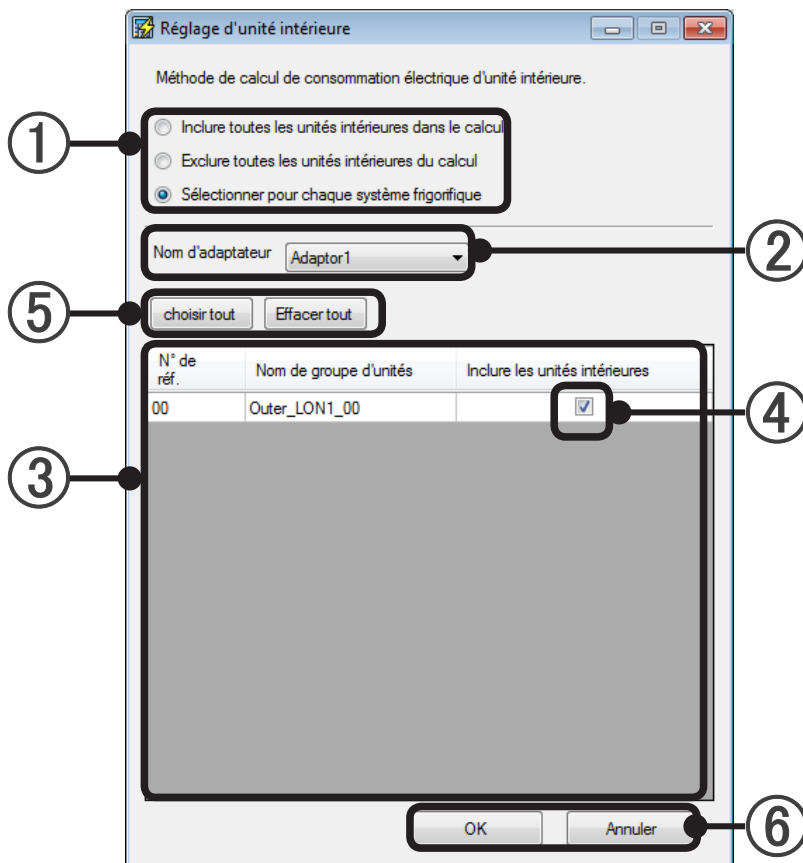 Réglage d'unité intérieure
Méthode de calcul de consommation électrique d'unité intérieure.
① Inclure toutes les unités intérieures dans le calcul
Exclure toutes les unités intérieures du calcul
Sélectionner pour chaque système frigorifique
Nom d'adaptateur Adaptor1 ②
⑤ choisir tout Effacer tout
N° de réf. Nom de groupe d'unités Inclure les unités intérieures
00 Outer_LON1_00 ④
③
OK Annuler ⑥